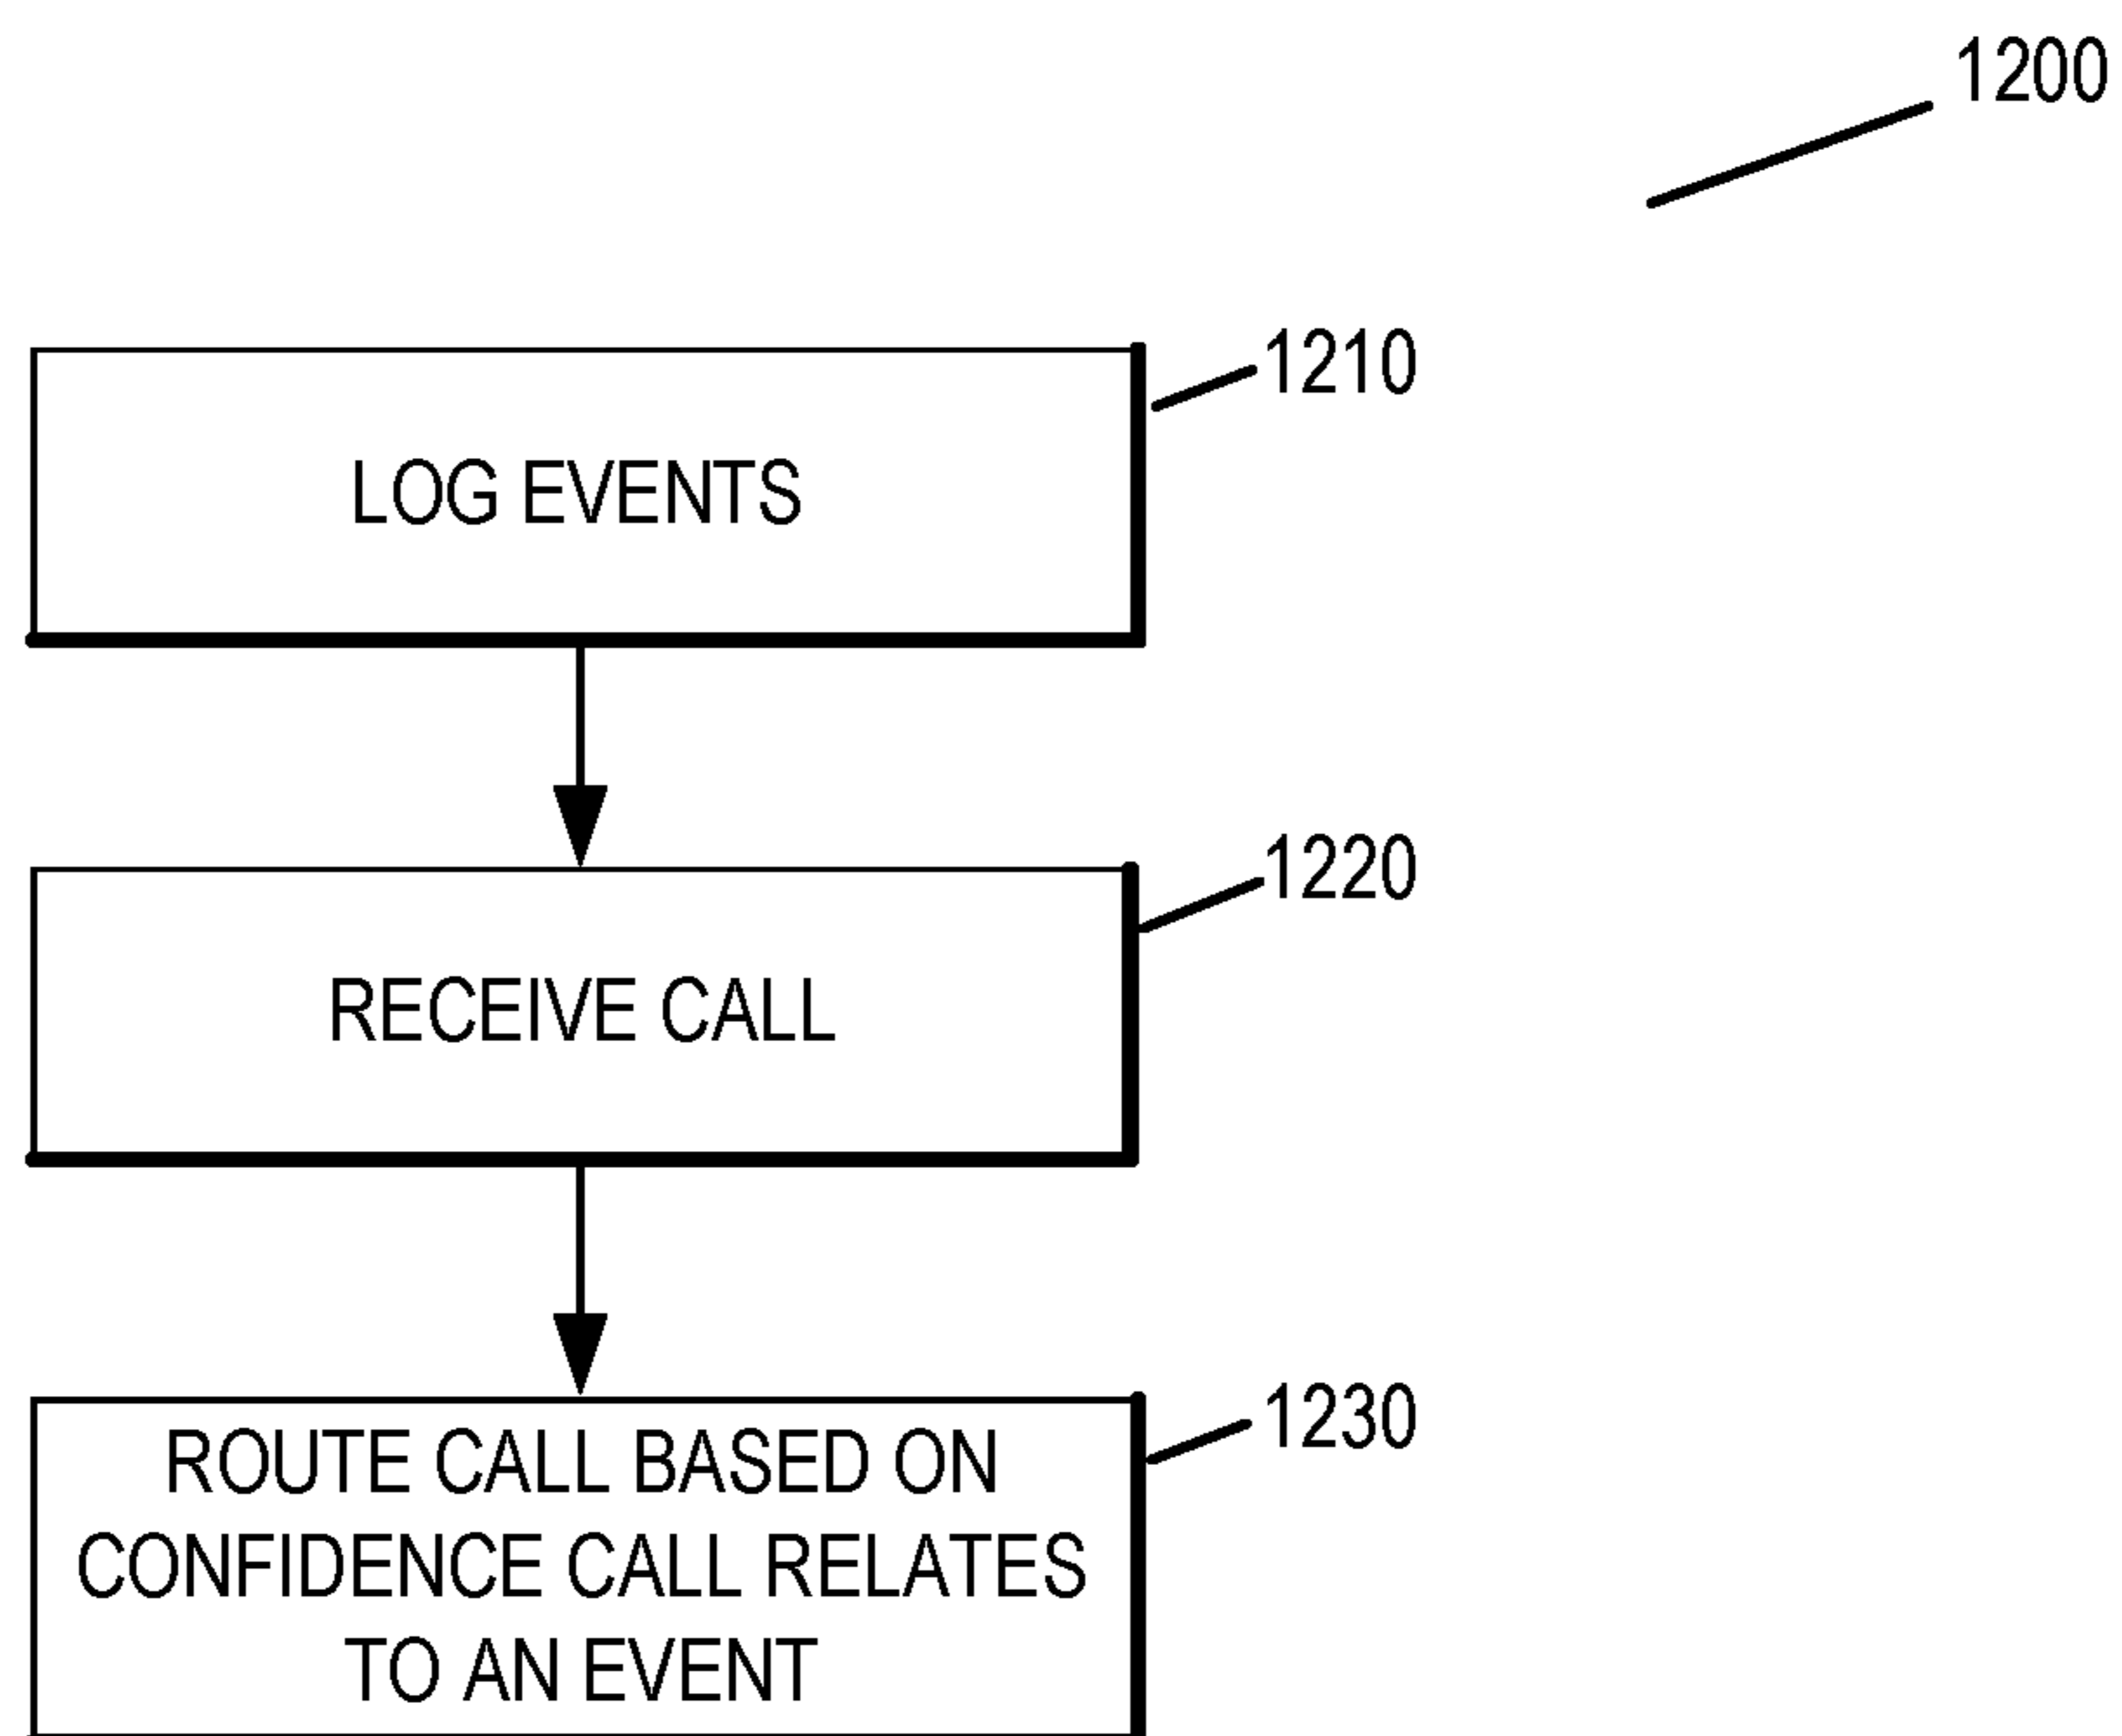 1200
1210
LOG EVENTS
1220
RECEIVE CALL
1230
ROUTE CALL BASED ON
CONFIDENCE CALL RELATES
TO AN EVENT